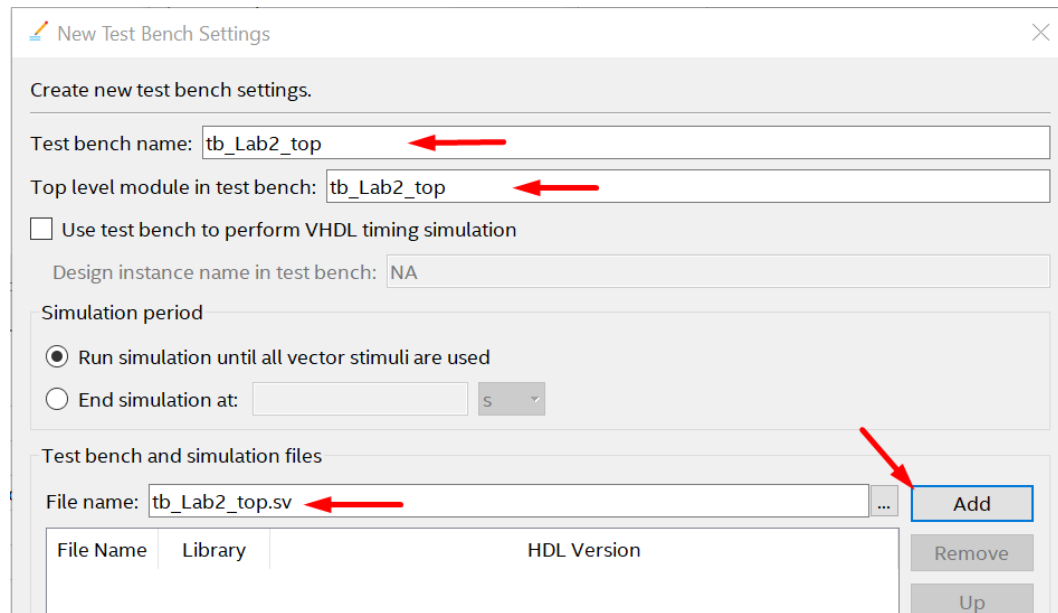 New Test Bench Settings
Create new test bench settings.
Test bench name: tb_Lab2_top
Top level module in test bench: tb_Lab2_top
Use test bench to perform VHDL timing simulation
Design instance name in test bench: NA
Simulation period
Run simulation until all vector stimuli are used
End simulation at: s
Test bench and simulation files
File name: tb_Lab2_top.sv ... Add
File Name Library HDL Version
Remove
Up